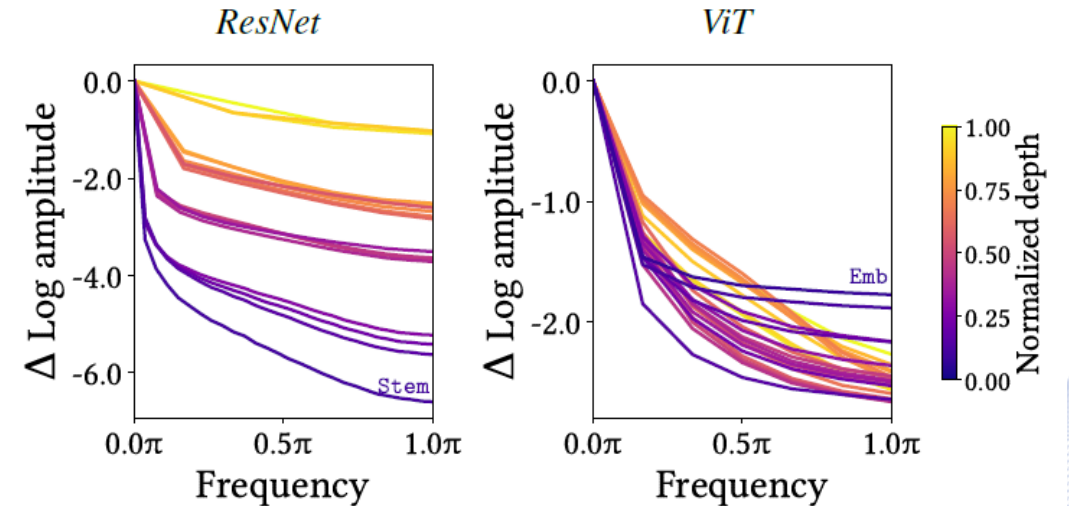 ResNet
ViT
Δ Log amplitude
0.0
-2.0
-4.0
-6.0
Stem
0.0π
0.5π
1.0π
Frequency
Δ Log amplitude
0.0
-1.0
-2.0
Emb
0.0π
0.5π
1.0π
Frequency
1.00
0.75
0.50
0.25
0.00
Normalized depth